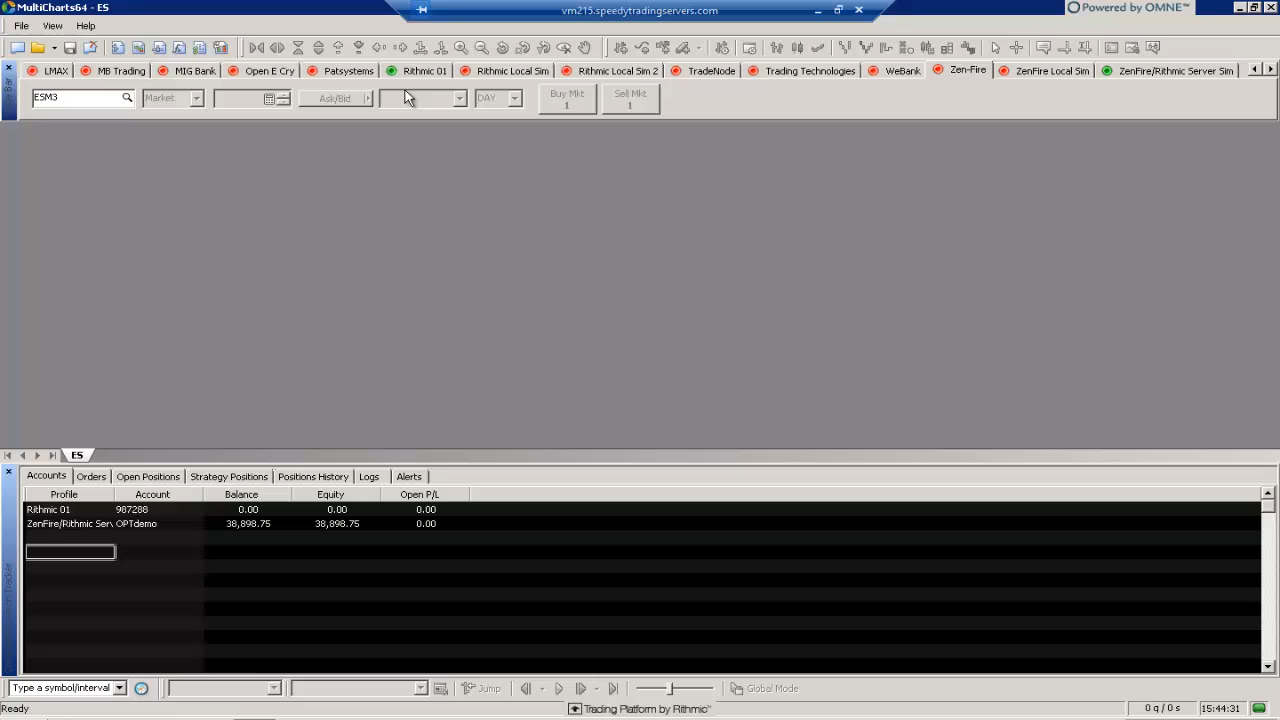 MultiCharts64 - ES
vm215.speedytradingservers.com
Powered by OMNE™
File View Help
LMAX MB Trading MIG Bank Open E Cry Patsystems Rithmic 01 Rithmic Local Sim Rithmic Local Sim 2 TradeNode Trading Technologies WeBank Zen-Fire ZenFire Local Sim ZenFire/Rithmic Server Sim
ESM3 Market Ask/Bid DAY Buy Mkt 1 Sell Mkt 1
ES
Accounts Orders Open Positions Strategy Positions Positions History Logs Alerts
Profile Account Balance Equity Open P/L
Rithmic 01 987288 0.00 0.00 0.00
ZenFire/Rithmic Serv OPTdemo 38,898.75 38,898.75 0.00
Type a symbol/interval Jump Global Mode
Ready Trading Platform by Rithmic™ 0 q / 0 s 15:44:31